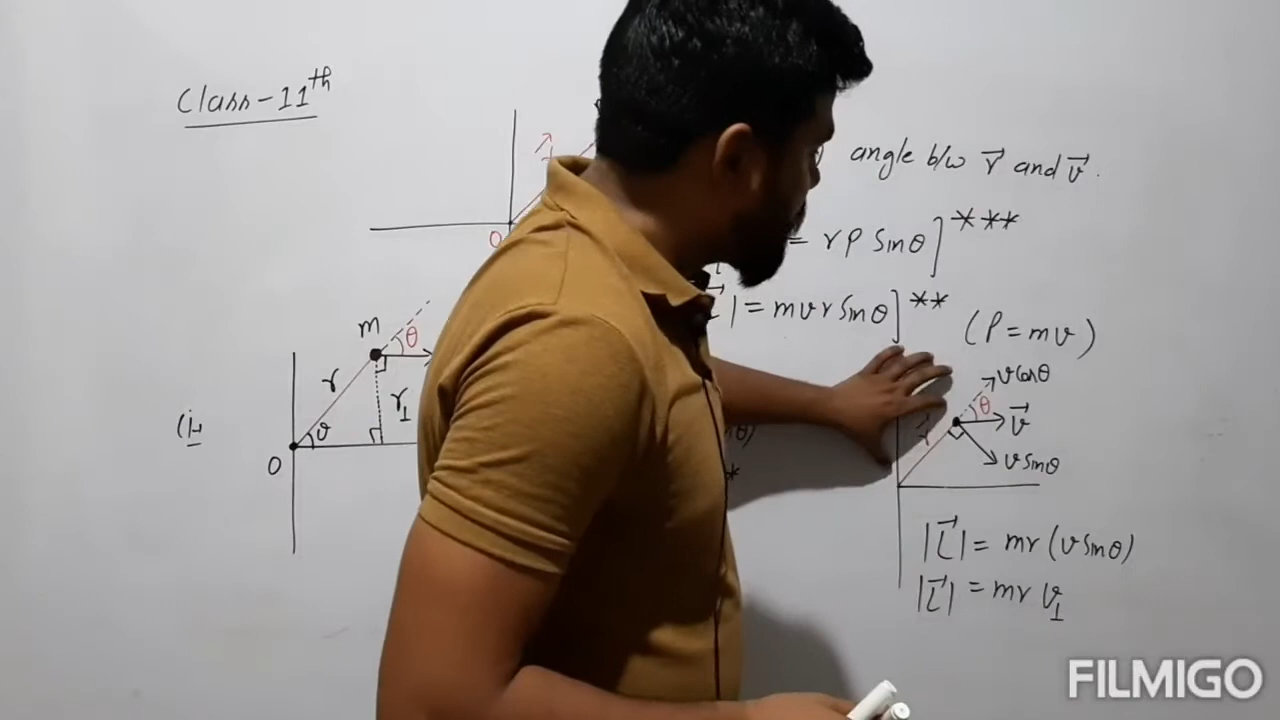 Class-11th
angle b/w r⃗ and v⃗.
= rp Sinθ]***
| = mvr Sinθ]**
(P = mv)
O
m
θ
r
r⊥
(i)
O
v cosθ
θ
v⃗
r⃗
v sinθ
θ)
*
|L⃗| = mr (v Sinθ)
|L⃗| = mr v⊥
FILMIGO